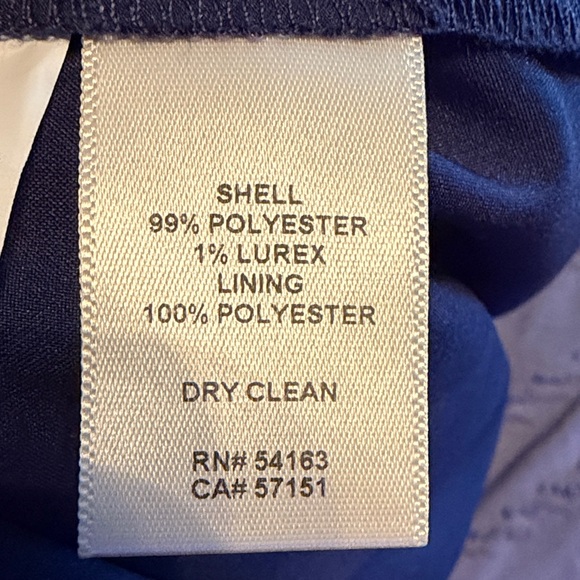 SHELL
99% POLYESTER
1% LUREX
LINING
100% POLYESTER
DRY CLEAN
RN# 54163
CA# 57151